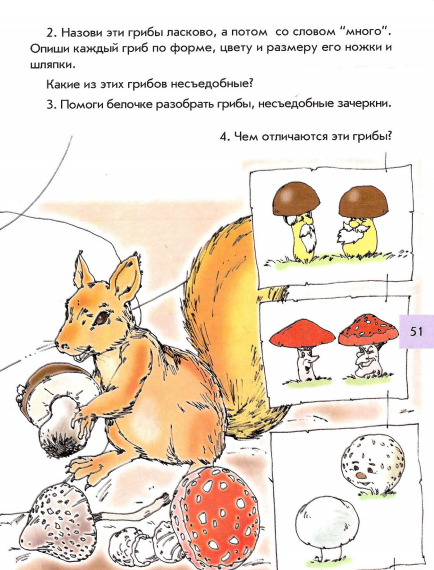 2. Назови эти грибы ласково, а потом со словом “много”.
Опиши каждый гриб по форме, цвету и размеру его ножки и
шляпки.
Какие из этих грибов несъедобные?
3. Помоги белочке разобрать грибы, несъедобные зачеркни.
4. Чем отличаются эти грибы?
51